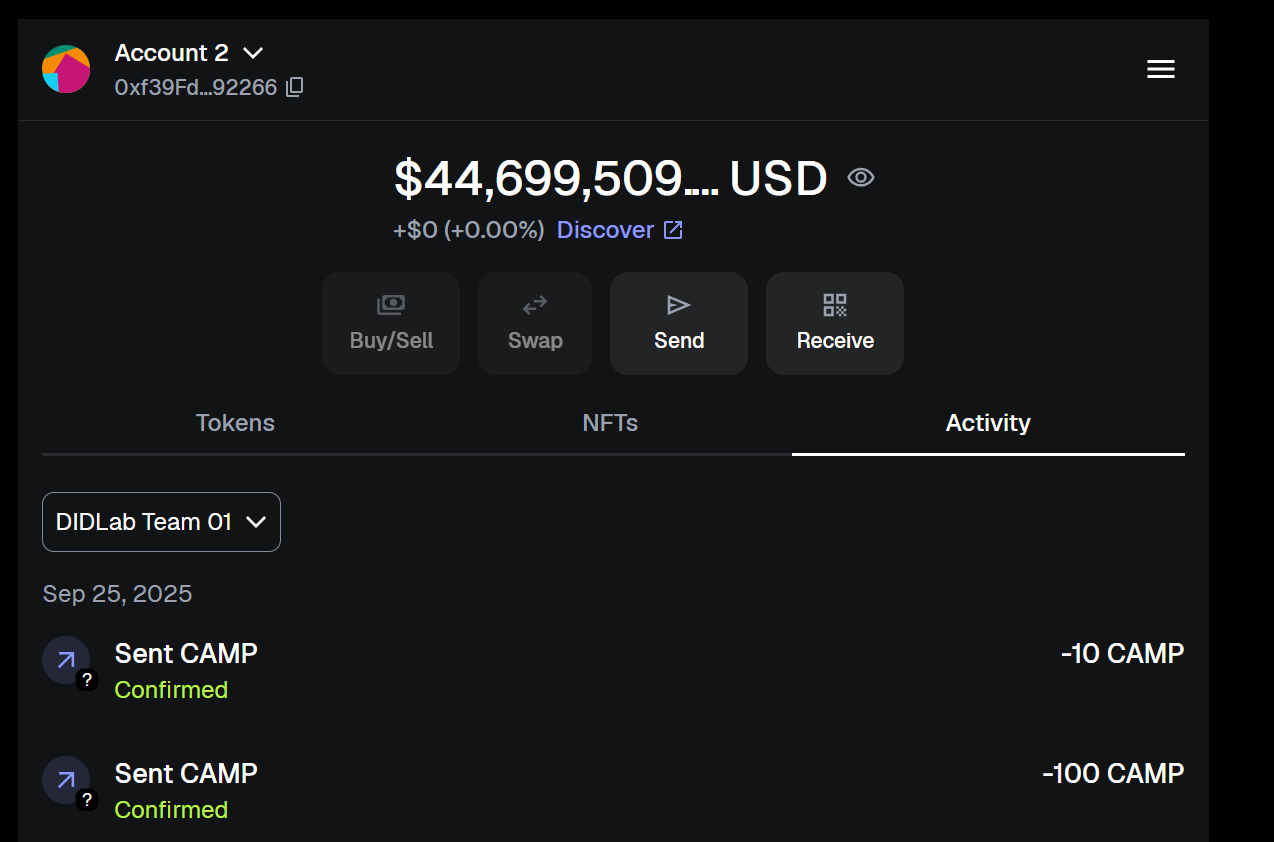 Account 2
0xf39Fd...92266
$44,699,509.... USD
+$0 (+0.00%) Discover
Buy/Sell
Swap
Send
Receive
Tokens
NFTs
Activity
DIDLab Team 01
Sep 25, 2025
Sent CAMP
-10 CAMP
?
Confirmed
Sent CAMP
-100 CAMP
?
Confirmed